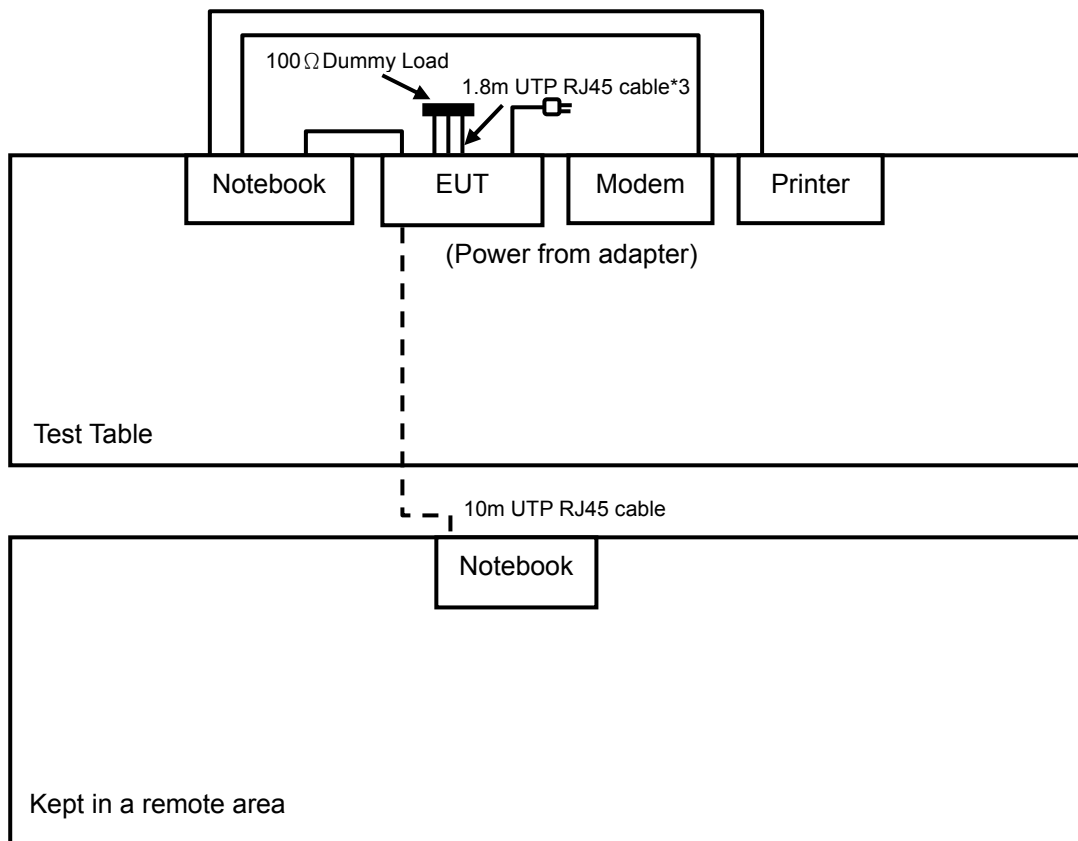 100Ω Dummy Load
1.8m UTP RJ45 cable*3
Notebook
EUT
Modem
Printer
(Power from adapter)
Test Table
10m UTP RJ45 cable
Notebook
Kept in a remote area